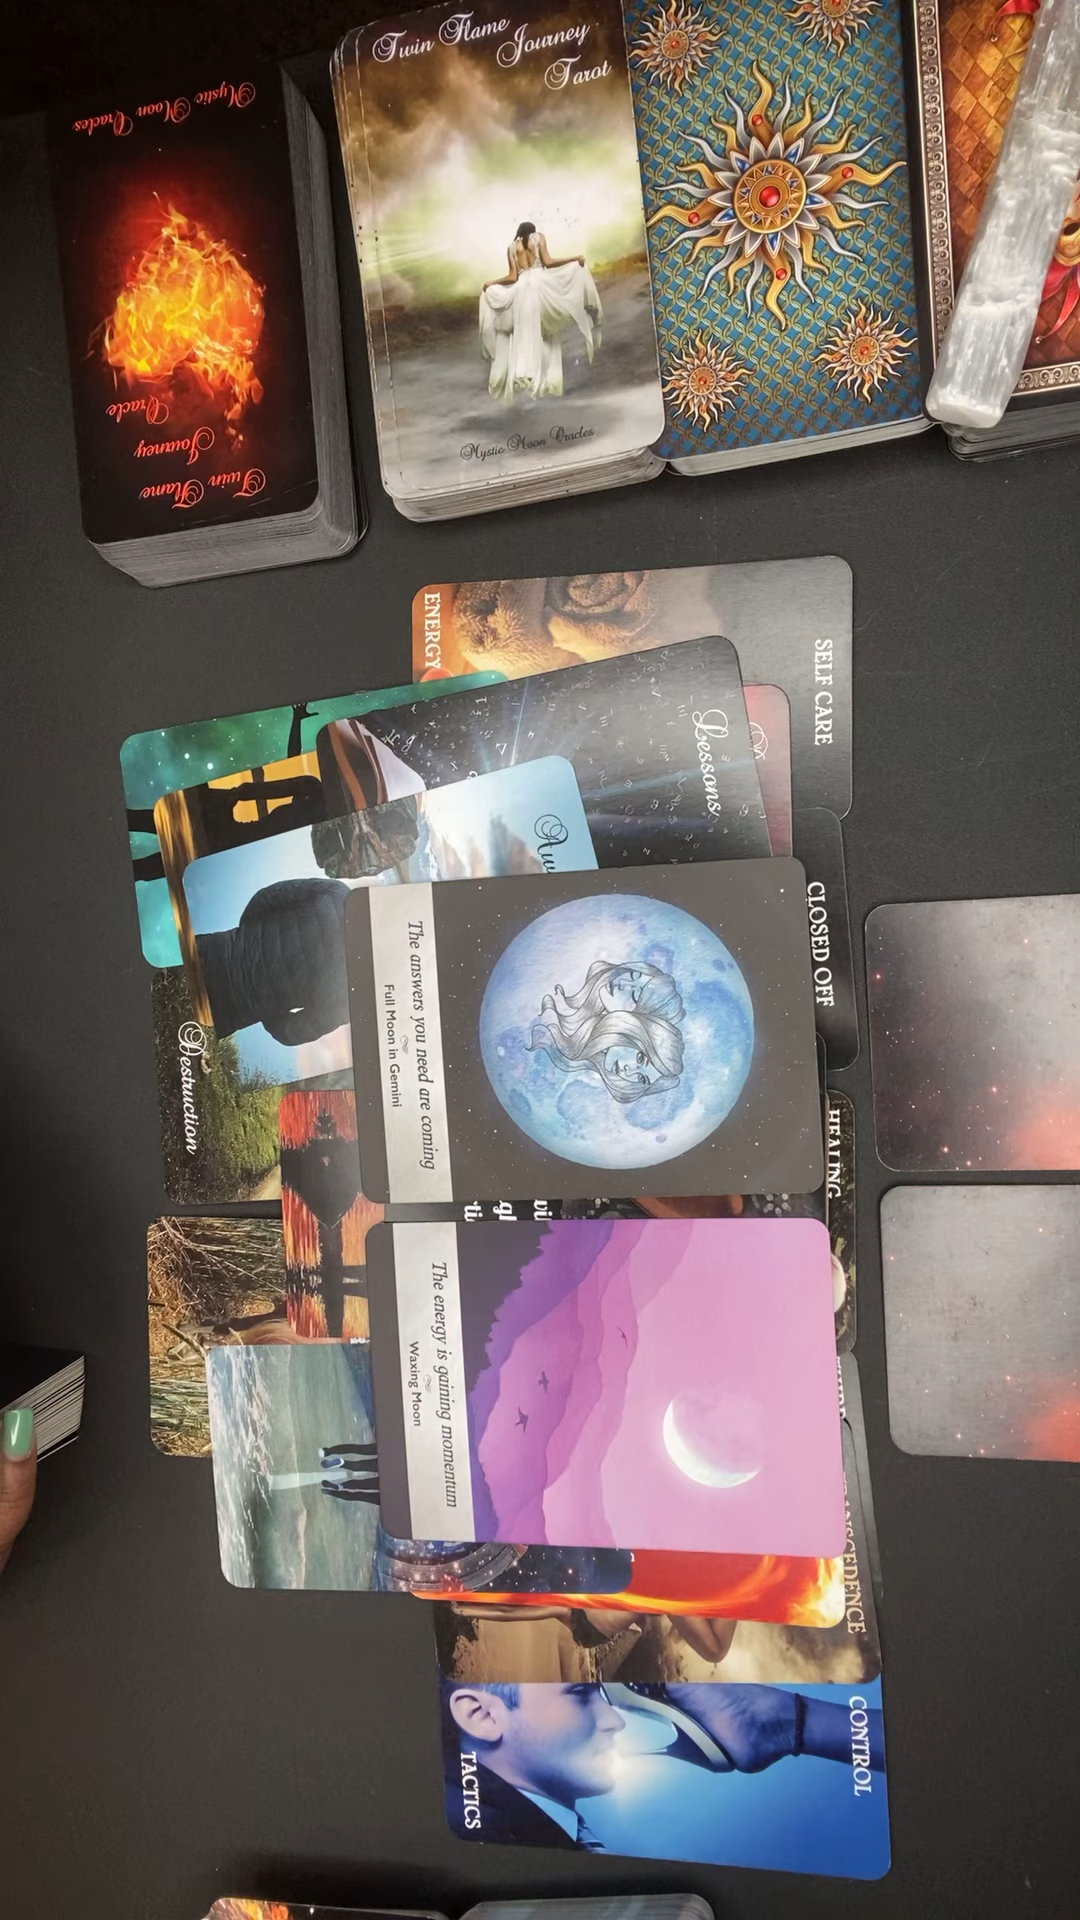 Mystic Moon Oracles
Twin Flame
Journey
Oracle
Twin Flame
Journey
Tarot
Mystic Moon Oracles
SELF CARE
ENERGY
Lessons
CLOSED OFF
The answers you need are coming
Full Moon in Gemini
Destruction
HEALING
The energy is gaining momentum
Waxing Moon
CONTROL
TACTICS